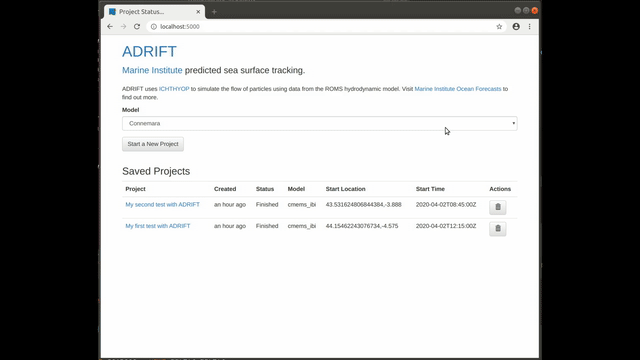 Project Status...
localhost:5000
ADRIFT
Marine Institute predicted sea surface tracking.
ADRIFT uses ICHTHYOP to simulate the flow of particles using data from the ROMS hydrodynamic model. Visit Marine Institute Ocean Forecasts to
find out more.
Model
Connemara
Start a New Project
Saved Projects
Project Created Status Model Start Location Start Time Actions
My second test with ADRIFT an hour ago Finished cmems_ibi 43.531624806844384,-3.888 2020-04-02T08:45:00Z
My first test with ADRIFT an hour ago Finished cmems_ibi 44.15462243076734,-4.575 2020-04-02T12:15:00Z